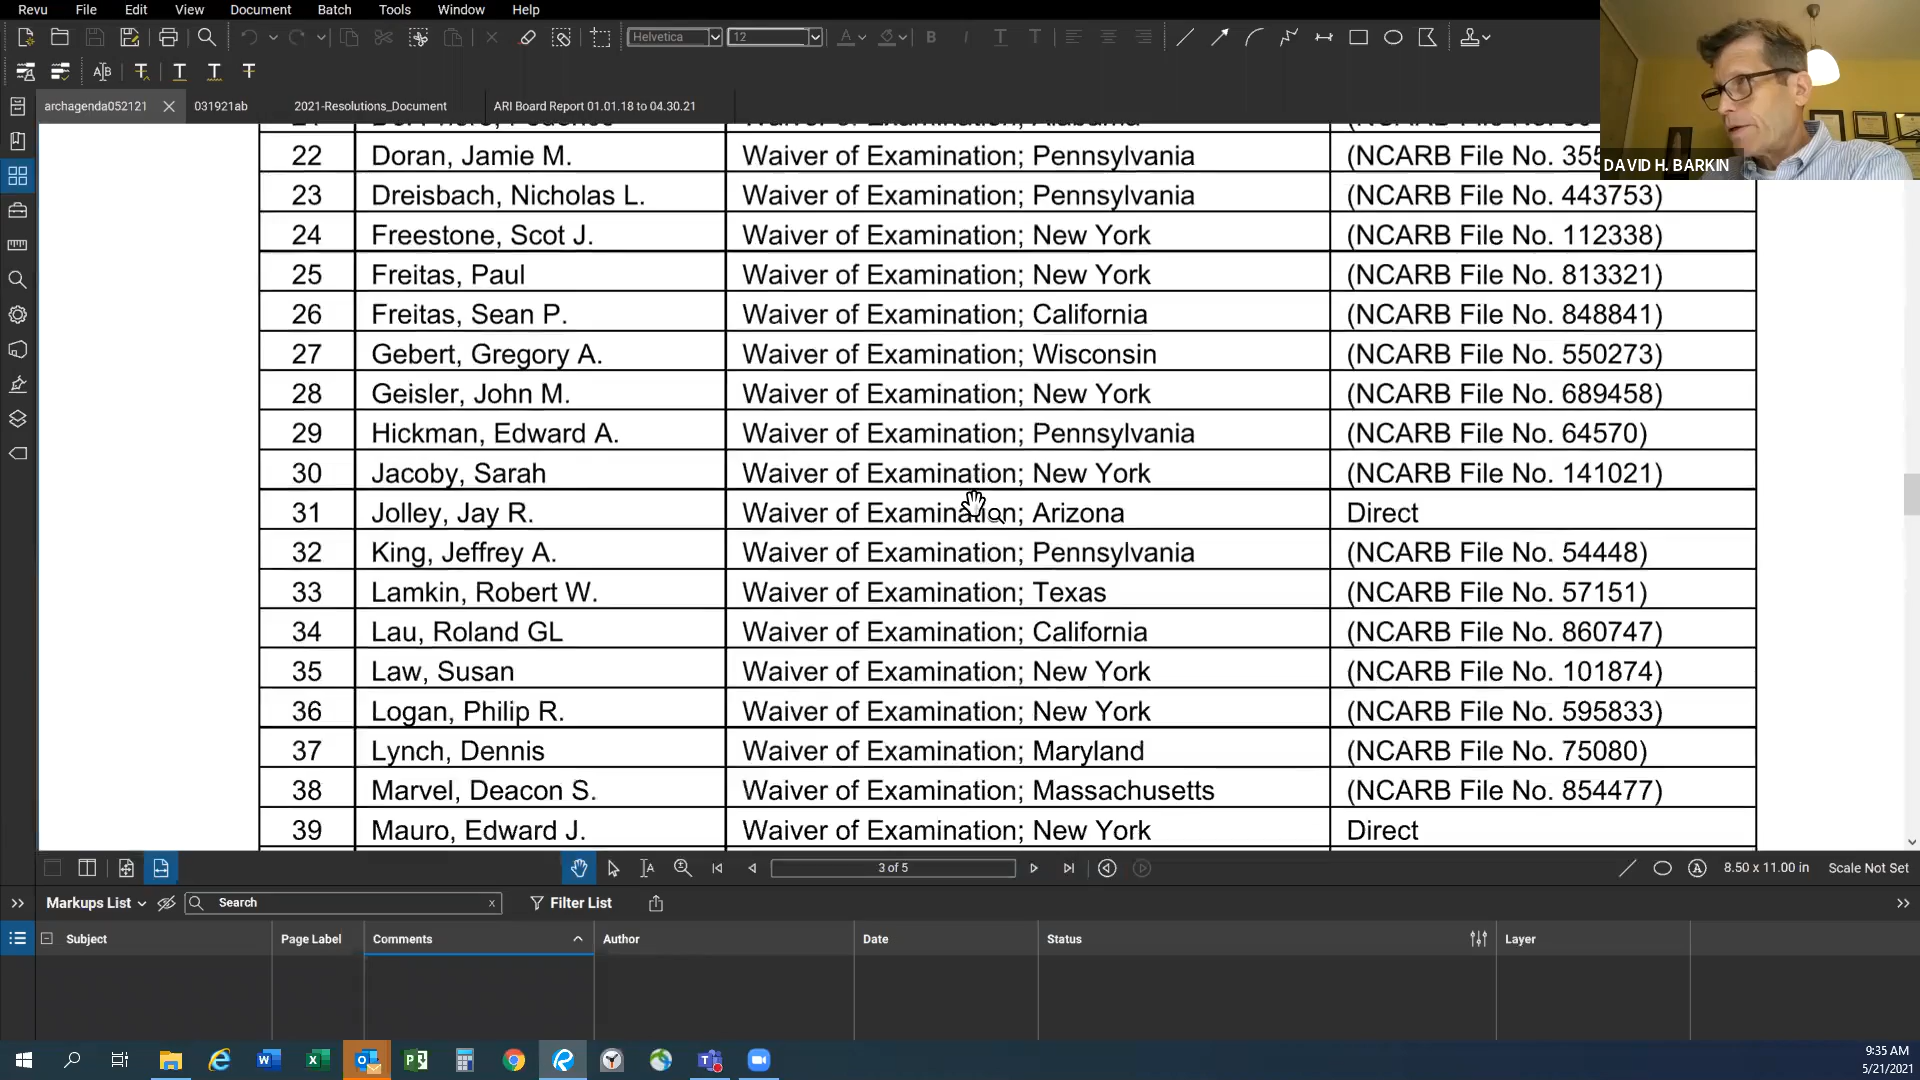 Revu File Edit View Document Batch Tools Window Help
Helvetica 12
archagenda052121 031921ab 2021-Resolutions_Document ARI Board Report 01.01.18 to 04.30.21
DAVID H. BARKIN
22 Doran, Jamie M. Waiver of Examination; Pennsylvania (NCARB File No. 355
23 Dreisbach, Nicholas L. Waiver of Examination; Pennsylvania (NCARB File No. 443753)
24 Freestone, Scot J. Waiver of Examination; New York (NCARB File No. 112338)
25 Freitas, Paul Waiver of Examination; New York (NCARB File No. 813321)
26 Freitas, Sean P. Waiver of Examination; California (NCARB File No. 848841)
27 Gebert, Gregory A. Waiver of Examination; Wisconsin (NCARB File No. 550273)
28 Geisler, John M. Waiver of Examination; New York (NCARB File No. 689458)
29 Hickman, Edward A. Waiver of Examination; Pennsylvania (NCARB File No. 64570)
30 Jacoby, Sarah Waiver of Examination; New York (NCARB File No. 141021)
31 Jolley, Jay R. Waiver of Examination; Arizona Direct
32 King, Jeffrey A. Waiver of Examination; Pennsylvania (NCARB File No. 54448)
33 Lamkin, Robert W. Waiver of Examination; Texas (NCARB File No. 57151)
34 Lau, Roland GL Waiver of Examination; California (NCARB File No. 860747)
35 Law, Susan Waiver of Examination; New York (NCARB File No. 101874)
36 Logan, Philip R. Waiver of Examination; New York (NCARB File No. 595833)
37 Lynch, Dennis Waiver of Examination; Maryland (NCARB File No. 75080)
38 Marvel, Deacon S. Waiver of Examination; Massachusetts (NCARB File No. 854477)
39 Mauro, Edward J. Waiver of Examination; New York Direct
3 of 5 8.50 x 11.00 in Scale Not Set
Markups List Search Filter List
Subject Page Label Comments Author Date Status Layer
9:35 AM
5/21/2021